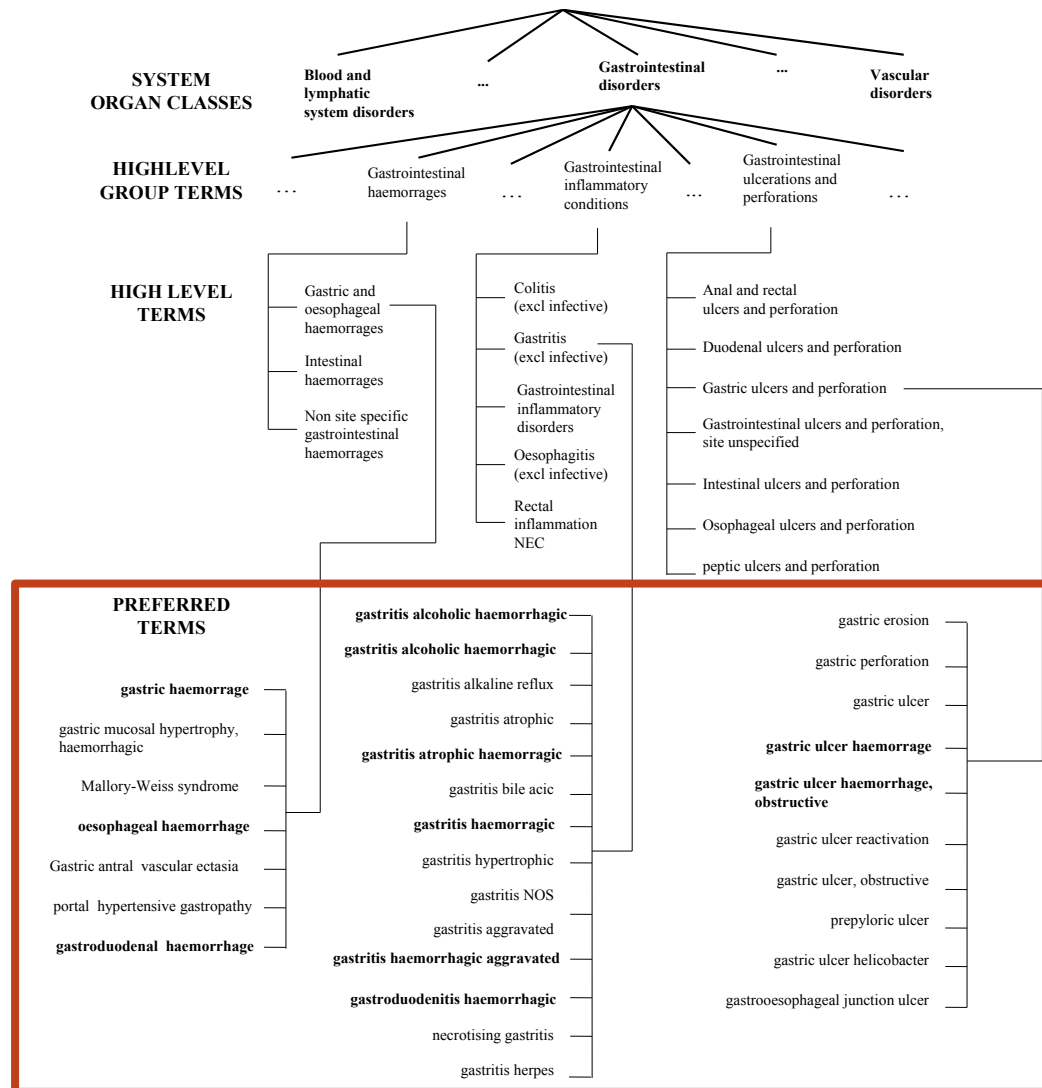 SYSTEM
ORGAN CLASSES
Blood and
lymphatic
system disorders
...
Gastrointestinal
disorders
...
Vascular
disorders
HIGHLEVEL
GROUP TERMS
...
Gastrointestinal
haemorrages
...
Gastrointestinal
inflammatory
conditions
...
Gastrointestinal
ulcerations and
perforations
...
HIGH LEVEL
TERMS
Gastric and
oesophageal
haemorrages
Intestinal
haemorrages
Non site specific
gastrointestinal
haemorrages
Colitis
(excl infective)
Gastritis
(excl infective)
Gastrointestinal
inflammatory
disorders
Oesophagitis
(excl infective)
Rectal
inflammation
NEC
Anal and rectal
ulcers and perforation
Duodenal ulcers and perforation
Gastric ulcers and perforation
Gastrointestinal ulcers and perforation,
site unspecified
Intestinal ulcers and perforation
Osophageal ulcers and perforation
peptic ulcers and perforation
PREFERRED
TERMS
gastric haemorrage
gastric mucosal hypertrophy,
haemorrhagic
Mallory-Weiss syndrome
oesophageal haemorrhage
Gastric antral vascular ectasia
portal hypertensive gastropathy
gastroduodenal haemorrhage
gastritis alcoholic haemorrhagic
gastritis alcoholic haemorrhagic
gastritis alkaline reflux
gastritis atrophic
gastritis atrophic haemorragic
gastritis bile acic
gastritis haemorragic
gastritis hypertrophic
gastritis NOS
gastritis aggravated
gastritis haemorrhagic aggravated
gastroduodenitis haemorrhagic
necrotising gastritis
gastritis herpes
gastric erosion
gastric perforation
gastric ulcer
gastric ulcer haemorrage
gastric ulcer haemorrhage,
obstructive
gastric ulcer reactivation
gastric ulcer, obstructive
prepyloric ulcer
gastric ulcer helicobacter
gastrooesophageal junction ulcer